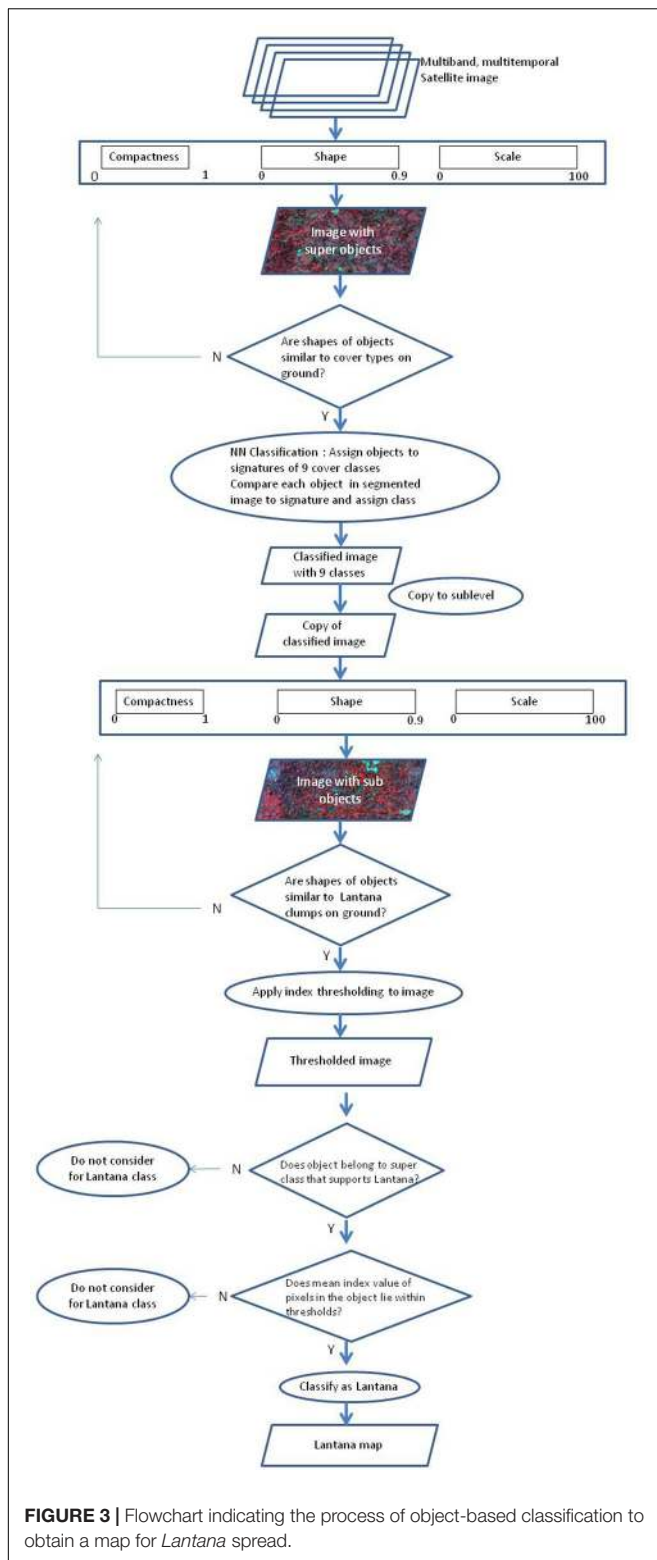 Multiband, multitemporal
Satellite image
Compactness
Shape
Scale
0
1
0
0.9
0
100
Image with
super objects
Are shapes of objects
similar to cover types on
ground?
N
Y
NN Classification : Assign objects to
signatures of 9 cover classes
Compare each object in segmented
image to signature and assign class
Classified image
with 9 classes
Copy to sublevel
Copy of
classified image
Compactness
Shape
Scale
0
1
0
0.9
0
100
Image with sub
objects
Are shapes of objects
similar to Lantana
clumps on ground?
N
Y
Apply index thresholding to image
Thresholded image
Do not consider
for Lantana class
N
Does object belong to super
class that supports Lantana?
Y
Do not consider
for Lantana class
N
Does mean index value of
pixels in the object lie within
thresholds?
Y
Classify as Lantana
Lantana map
FIGURE 3 | Flowchart indicating the process of object-based classification to
obtain a map for Lantana spread.